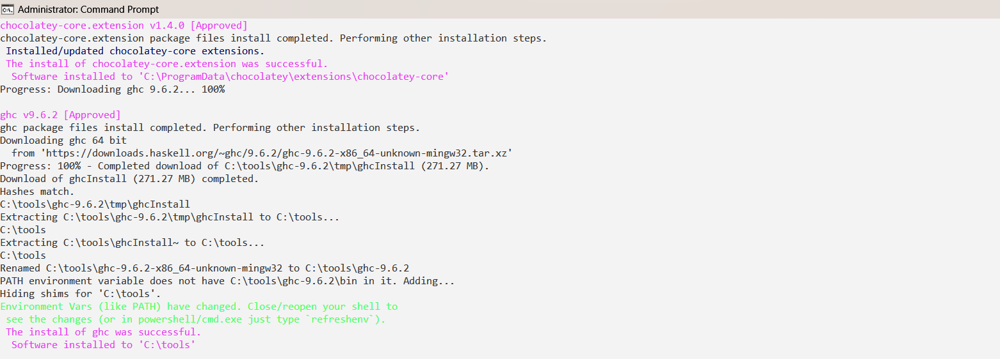 Administrator: Command Prompt
chocolatey-core.extension v1.4.0 [Approved]
chocolatey-core.extension package files install completed. Performing other installation steps.
 Installed/updated chocolatey-core extensions.
 The install of chocolatey-core.extension was successful.
  Software installed to 'C:\ProgramData\chocolatey\extensions\chocolatey-core'
Progress: Downloading ghc 9.6.2... 100%
ghc v9.6.2 [Approved]
ghc package files install completed. Performing other installation steps.
Downloading ghc 64 bit
  from 'https://downloads.haskell.org/~ghc/9.6.2/ghc-9.6.2-x86_64-unknown-mingw32.tar.xz'
Progress: 100% - Completed download of C:\tools\ghc-9.6.2\tmp\ghcInstall (271.27 MB).
Download of ghcInstall (271.27 MB) completed.
Hashes match.
C:\tools\ghc-9.6.2\tmp\ghcInstall
Extracting C:\tools\ghc-9.6.2\tmp\ghcInstall to C:\tools...
C:\tools
Extracting C:\tools\ghcInstall~ to C:\tools...
C:\tools
Renamed C:\tools\ghc-9.6.2-x86_64-unknown-mingw32 to C:\tools\ghc-9.6.2
PATH environment variable does not have C:\tools\ghc-9.6.2\bin in it. Adding...
Hiding shims for 'C:\tools'.
Environment Vars (like PATH) have changed. Close/reopen your shell to
 see the changes (or in powershell/cmd.exe just type `refreshenv`).
 The install of ghc was successful.
  Software installed to 'C:\tools'